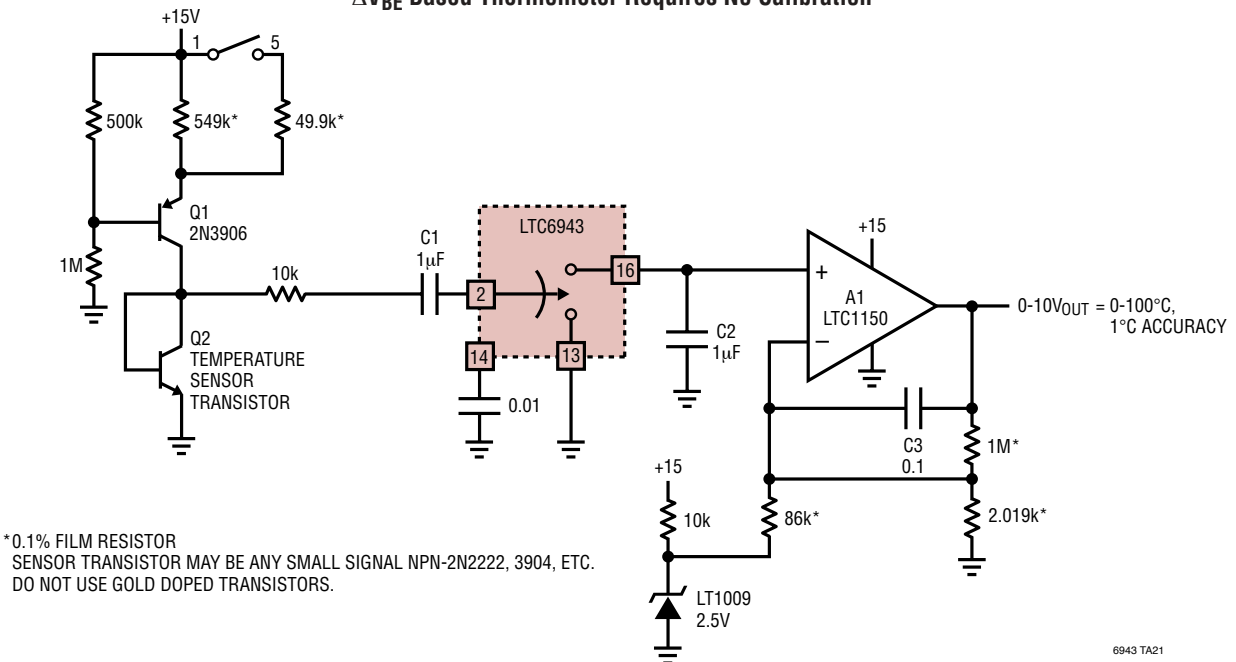 ΔVBE Based Thermometer Requires No Calibration
+15V
1
5
500k
549k*
49.9k*
Q1
2N3906
1M
10k
C1
1µF
LTC6943
2
16
14
13
0.01
Q2
TEMPERATURE
SENSOR
TRANSISTOR
C2
1µF
+15
+
A1
LTC1150
–
0-10VOUT = 0-100°C,
1°C ACCURACY
C3
0.1
1M*
2.019k*
+15
10k
86k*
LT1009
2.5V
*0.1% FILM RESISTOR
SENSOR TRANSISTOR MAY BE ANY SMALL SIGNAL NPN-2N2222, 3904, ETC.
DO NOT USE GOLD DOPED TRANSISTORS.
6943 TA21